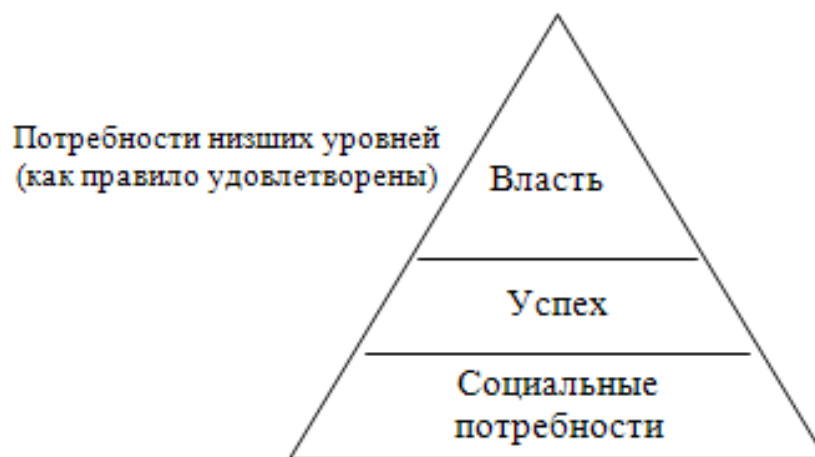 Потребности низших уровней
(как правило удовлетворены)
Власть
Успех
Социальные
потребности